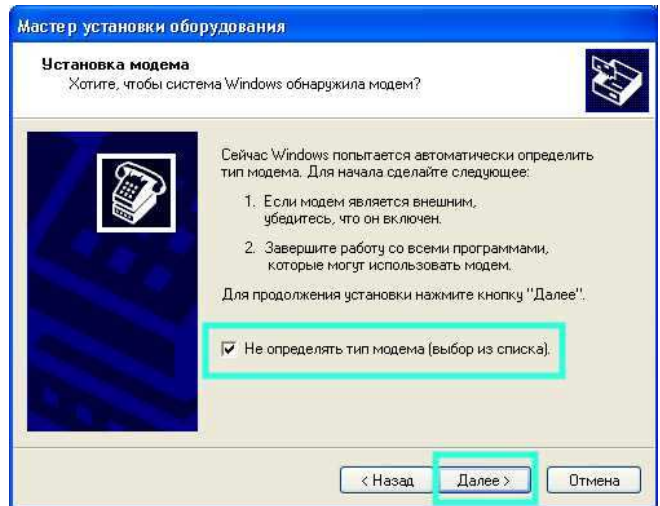 Мастер установки оборудования
Установка модема
Хотите, чтобы система Windows обнаружила модем?
Сейчас Windows попытается автоматически определить
тип модема. Для начала сделайте следующее:
1. Если модем является внешним,
убедитесь, что он включен.
2. Завершите работу со всеми программами,
которые могут использовать модем.
Для продолжения установки нажмите кнопку "Далее".
Не определять тип модема (выбор из списка).
< Назад
Далее >
Отмена